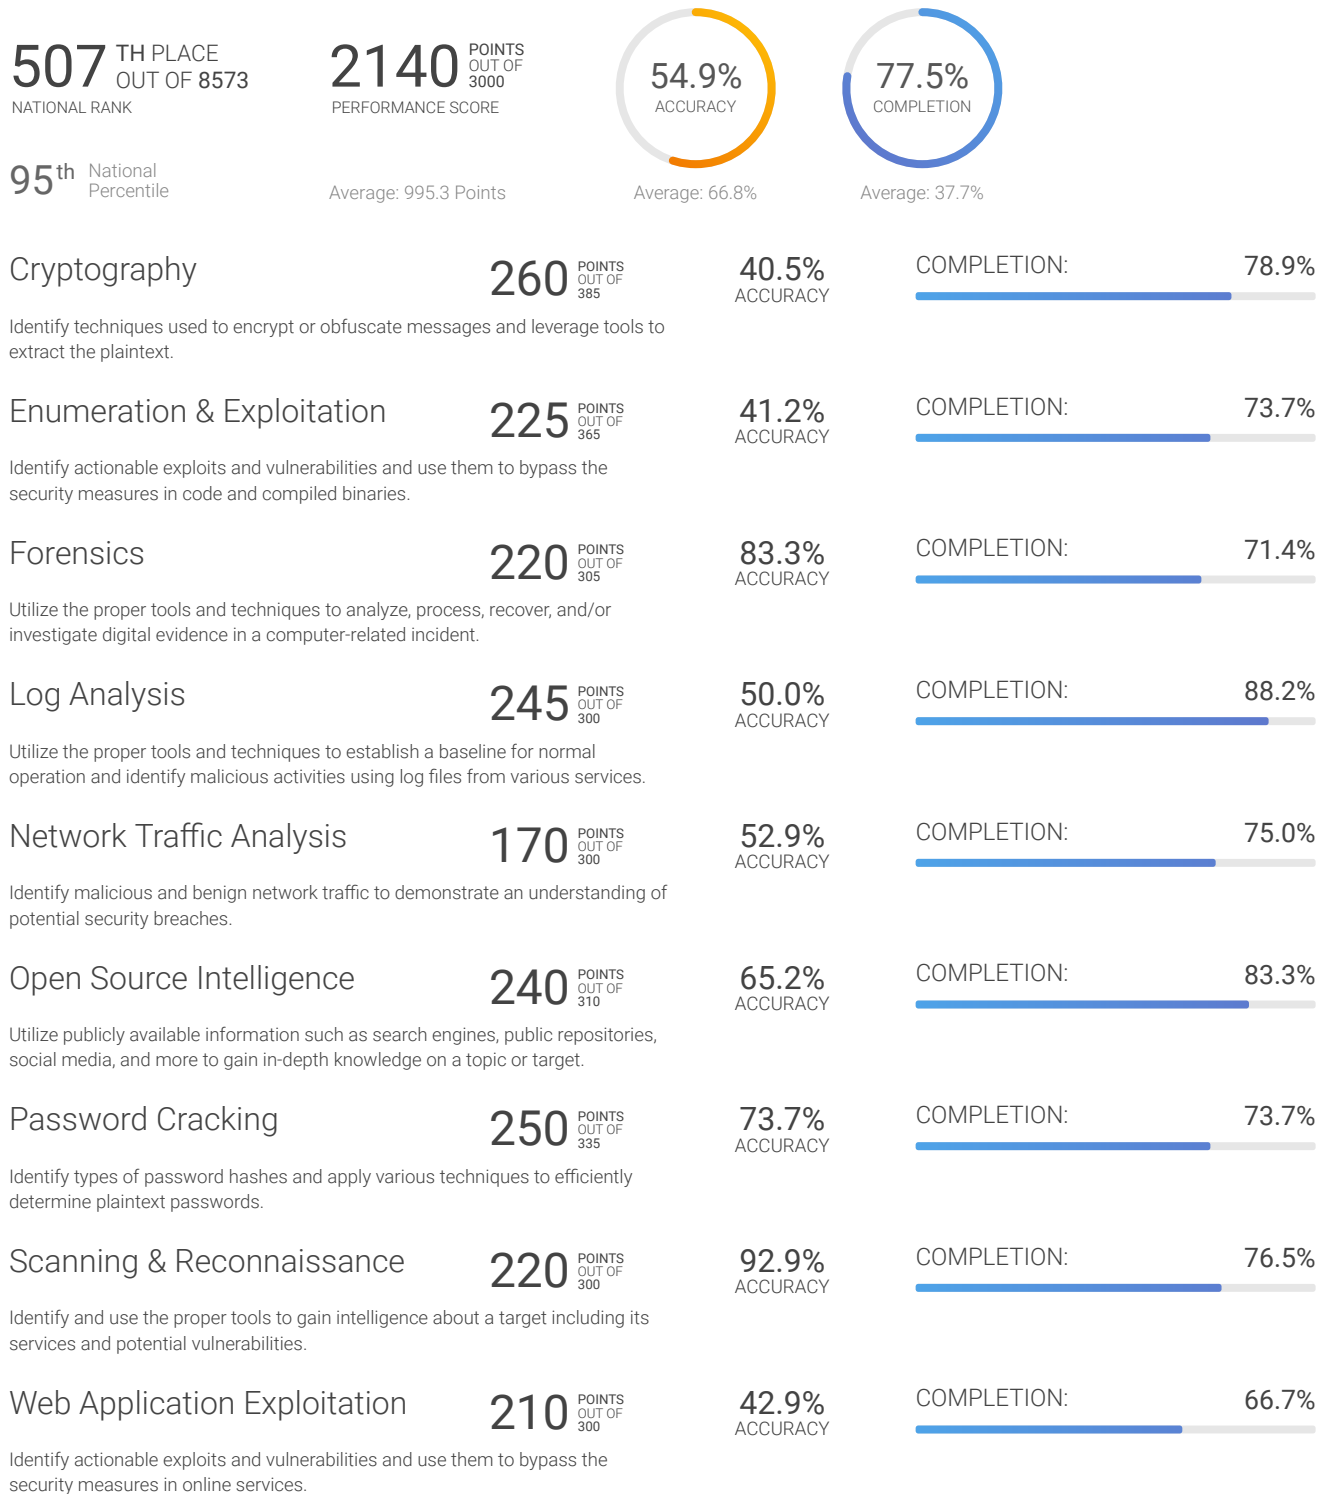 507 TH PLACE
OUT OF 8573
NATIONAL RANK
95th National
Percentile
2140 POINTS
OUT OF
3000
PERFORMANCE SCORE
Average: 995.3 Points
54.9%
ACCURACY
Average: 66.8%
77.5%
COMPLETION
Average: 37.7%
Cryptography
260 POINTS
OUT OF
385
40.5%
ACCURACY
COMPLETION: 78.9%
Identify techniques used to encrypt or obfuscate messages and leverage tools to
extract the plaintext.
Enumeration & Exploitation
225 POINTS
OUT OF
365
41.2%
ACCURACY
COMPLETION: 73.7%
Identify actionable exploits and vulnerabilities and use them to bypass the
security measures in code and compiled binaries.
Forensics
220 POINTS
OUT OF
305
83.3%
ACCURACY
COMPLETION: 71.4%
Utilize the proper tools and techniques to analyze, process, recover, and/or
investigate digital evidence in a computer-related incident.
Log Analysis
245 POINTS
OUT OF
300
50.0%
ACCURACY
COMPLETION: 88.2%
Utilize the proper tools and techniques to establish a baseline for normal
operation and identify malicious activities using log files from various services.
Network Traffic Analysis
170 POINTS
OUT OF
300
52.9%
ACCURACY
COMPLETION: 75.0%
Identify malicious and benign network traffic to demonstrate an understanding of
potential security breaches.
Open Source Intelligence
240 POINTS
OUT OF
310
65.2%
ACCURACY
COMPLETION: 83.3%
Utilize publicly available information such as search engines, public repositories,
social media, and more to gain in-depth knowledge on a topic or target.
Password Cracking
250 POINTS
OUT OF
335
73.7%
ACCURACY
COMPLETION: 73.7%
Identify types of password hashes and apply various techniques to efficiently
determine plaintext passwords.
Scanning & Reconnaissance
220 POINTS
OUT OF
300
92.9%
ACCURACY
COMPLETION: 76.5%
Identify and use the proper tools to gain intelligence about a target including its
services and potential vulnerabilities.
Web Application Exploitation
210 POINTS
OUT OF
300
42.9%
ACCURACY
COMPLETION: 66.7%
Identify actionable exploits and vulnerabilities and use them to bypass the
security measures in online services.